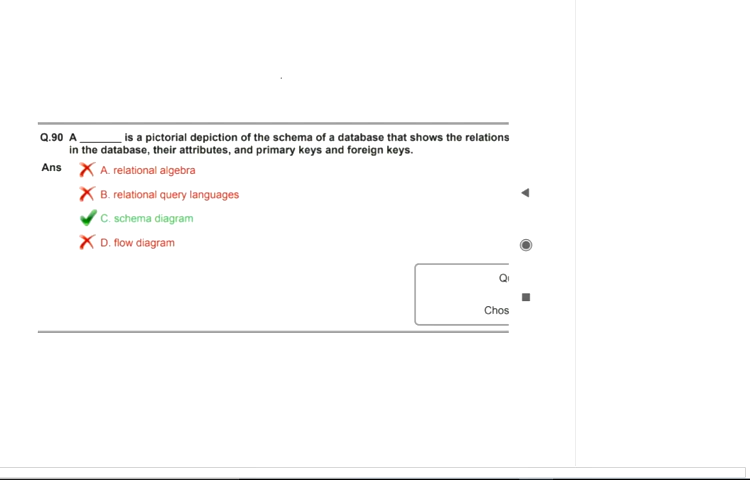 Q.90 A _______ is a pictorial depiction of the schema of a database that shows the relations
in the database, their attributes, and primary keys and foreign keys.
Ans A. relational algebra
B. relational query languages
C. schema diagram
D. flow diagram
Chos